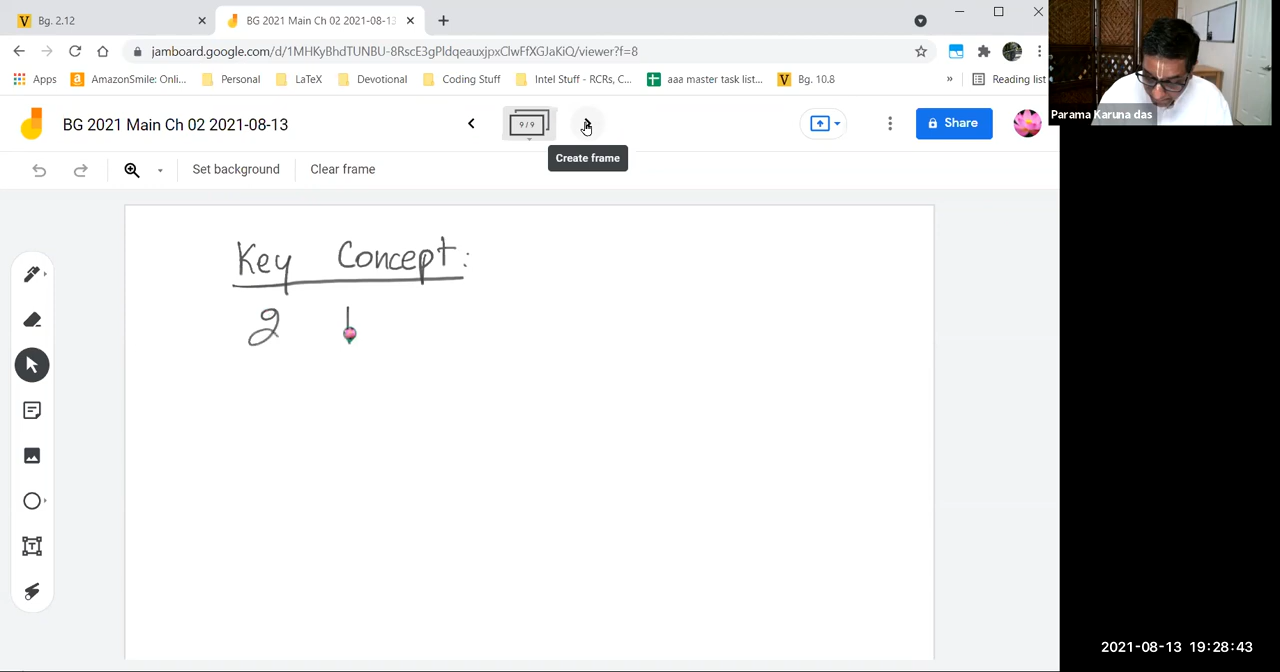 Bg. 2.12
BG 2021 Main Ch 02 2021-08-13
jamboard.google.com/d/1MHKyBhdTUNBU-8RscE3gPldqeauxjpxClwFfXGJaKiQ/viewer?f=8
Apps AmazonSmile: Onli... Personal LaTeX Devotional Coding Stuff Intel Stuff - RCRs, C... aaa master task list... Bg. 10.8 » Reading list
Parama Karuna das
BG 2021 Main Ch 02 2021-08-13
9/9
Share
Create frame
Set background Clear frame
Key Concept:
2
2021-08-13 19:28:43